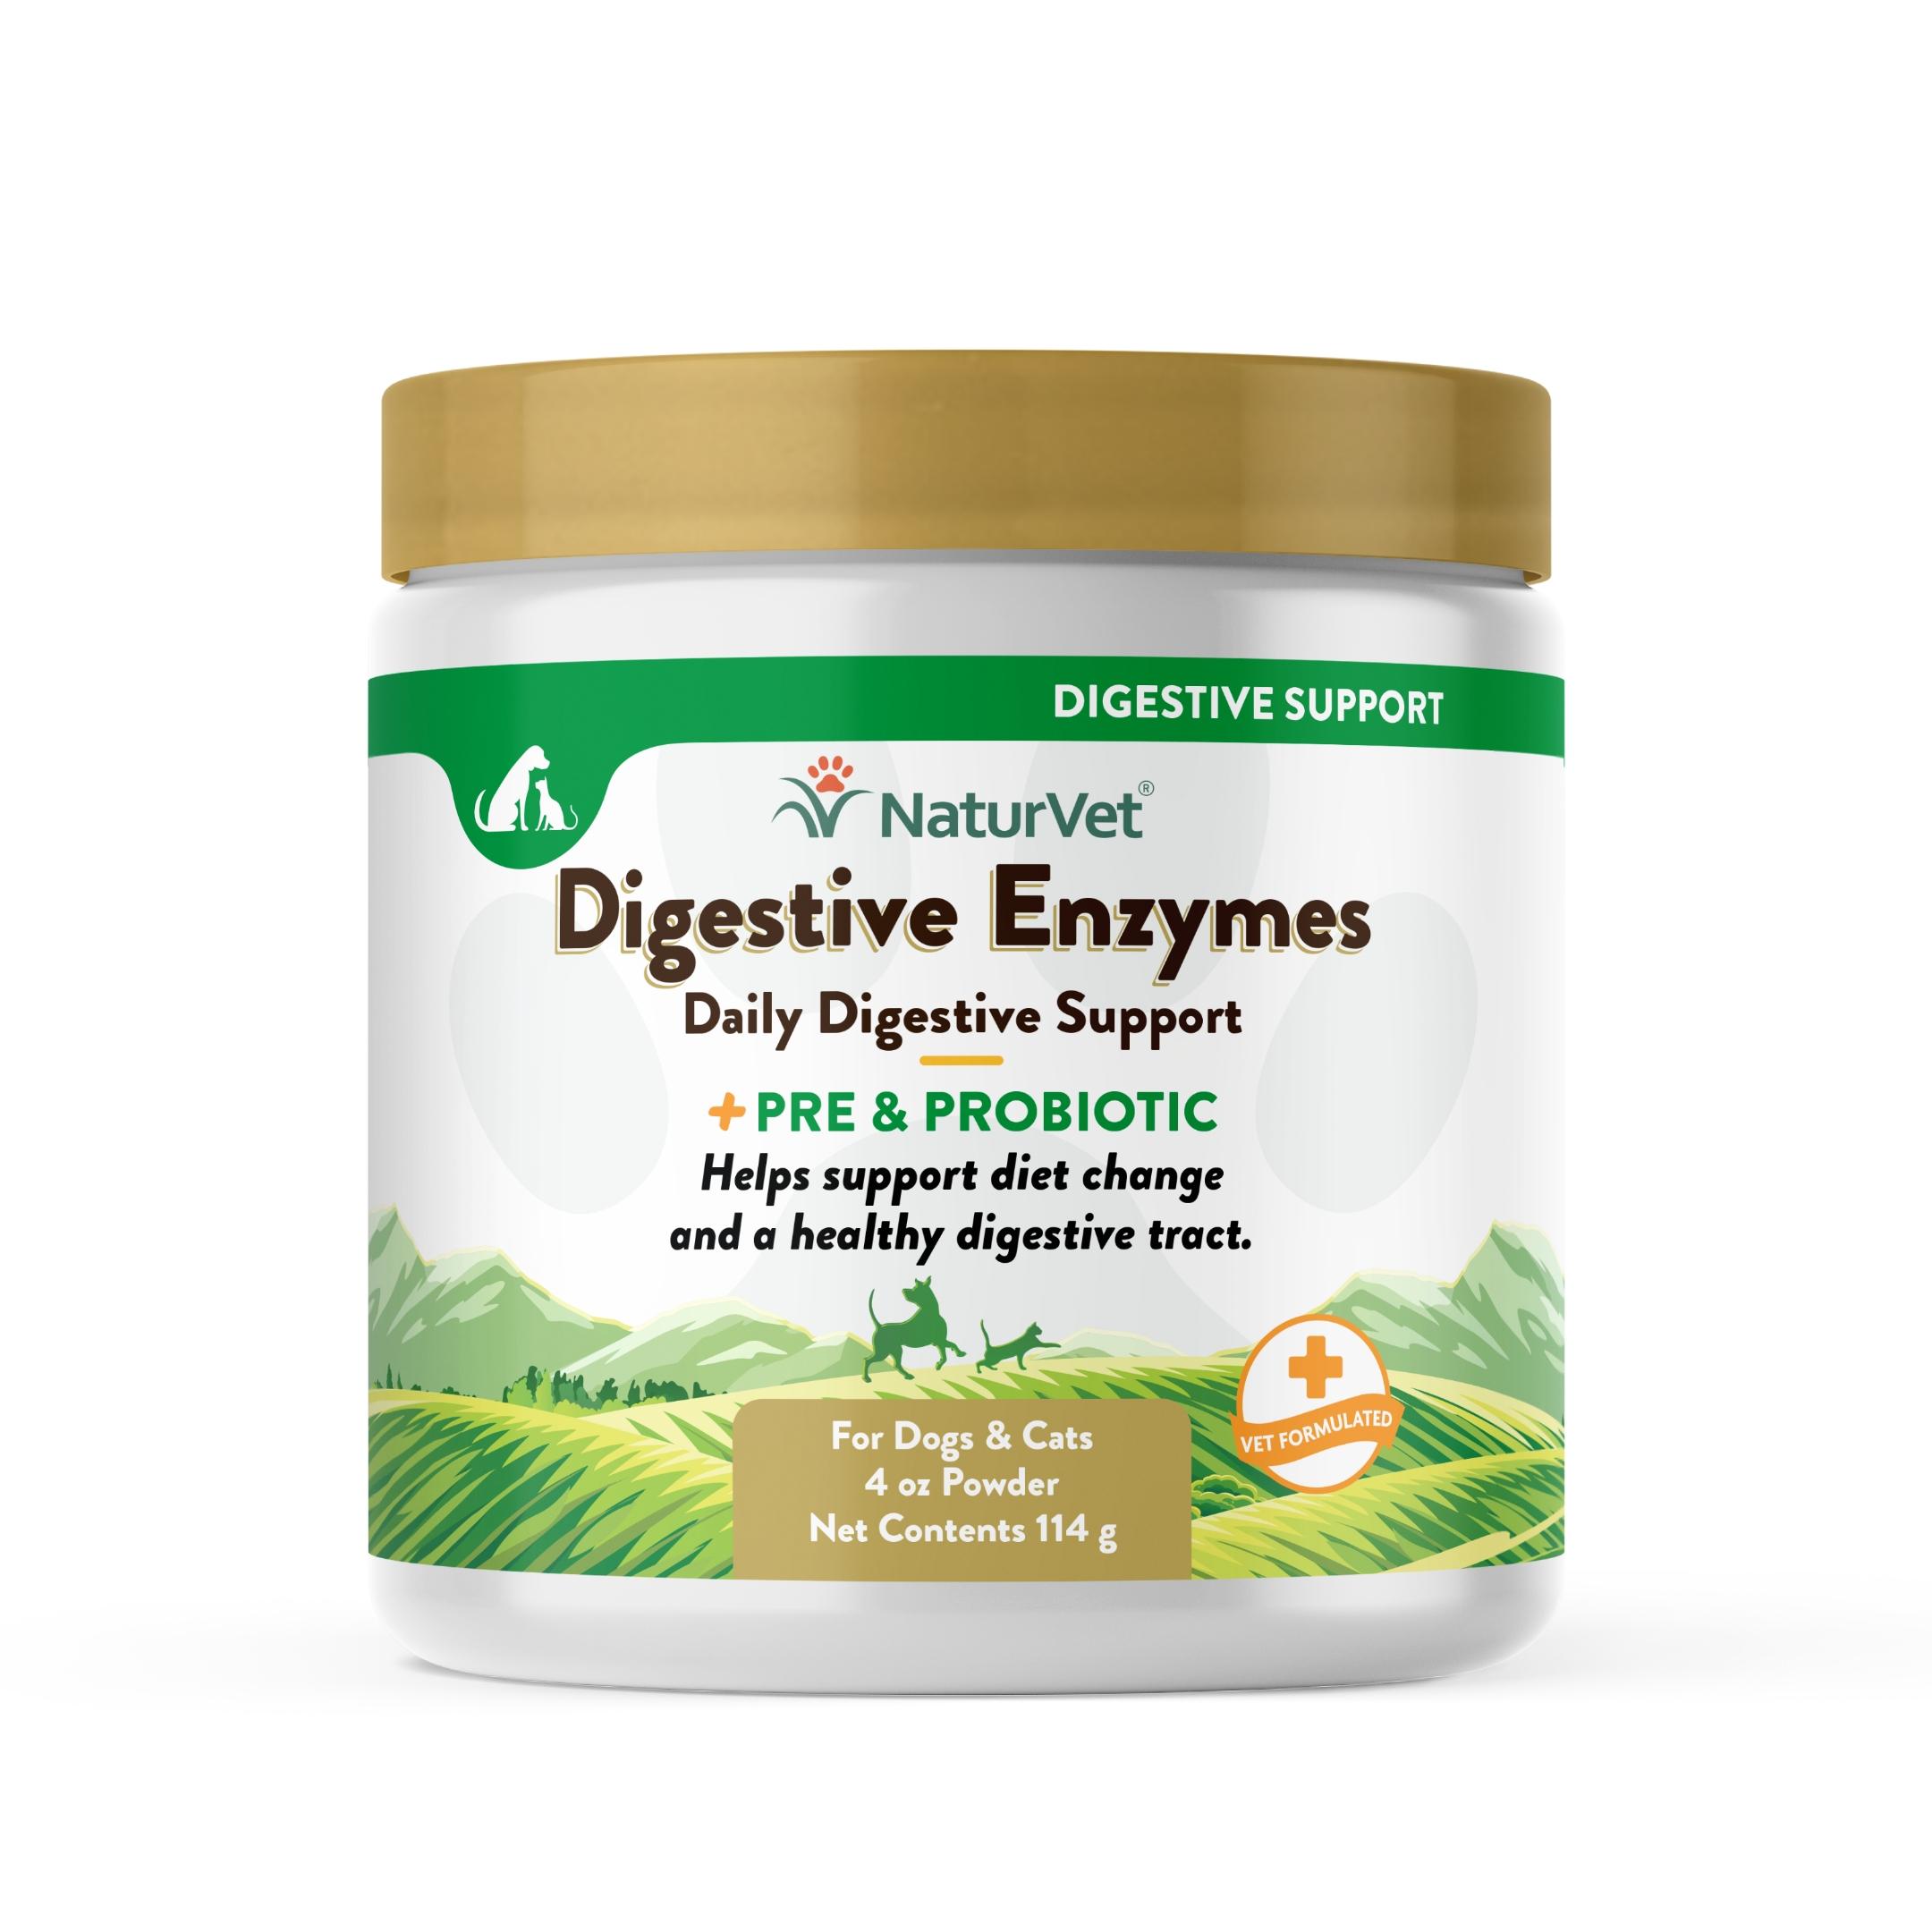 DIGESTIVE SUPPORT
NaturVet®
Digestive Enzymes
Daily Digestive Support
+ PRE & PROBIOTIC
Helps support diet change
and a healthy digestive tract.
VET FORMULATED
For Dogs & Cats
4 oz Powder
Net Contents 114 g